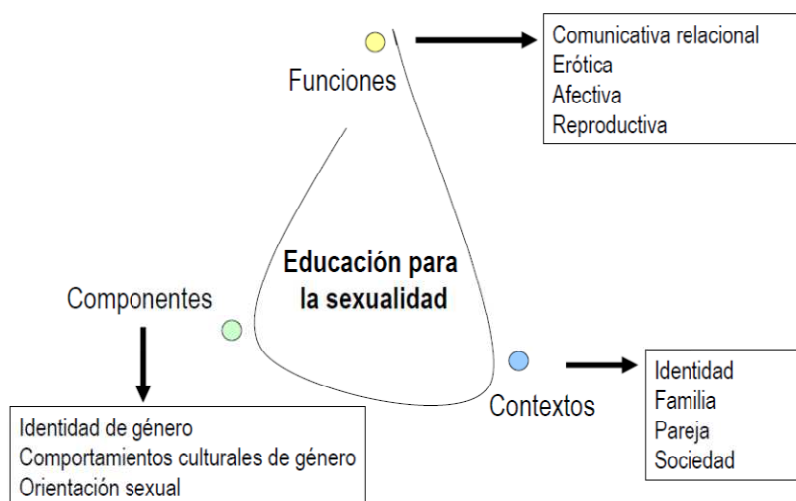 Funciones
Comunicativa relacional
Erótica
Afectiva
Reproductiva
Educación para
la sexualidad
Componentes
Identidad de género
Comportamientos culturales de género
Orientación sexual
Contextos
Identidad
Familia
Pareja
Sociedad